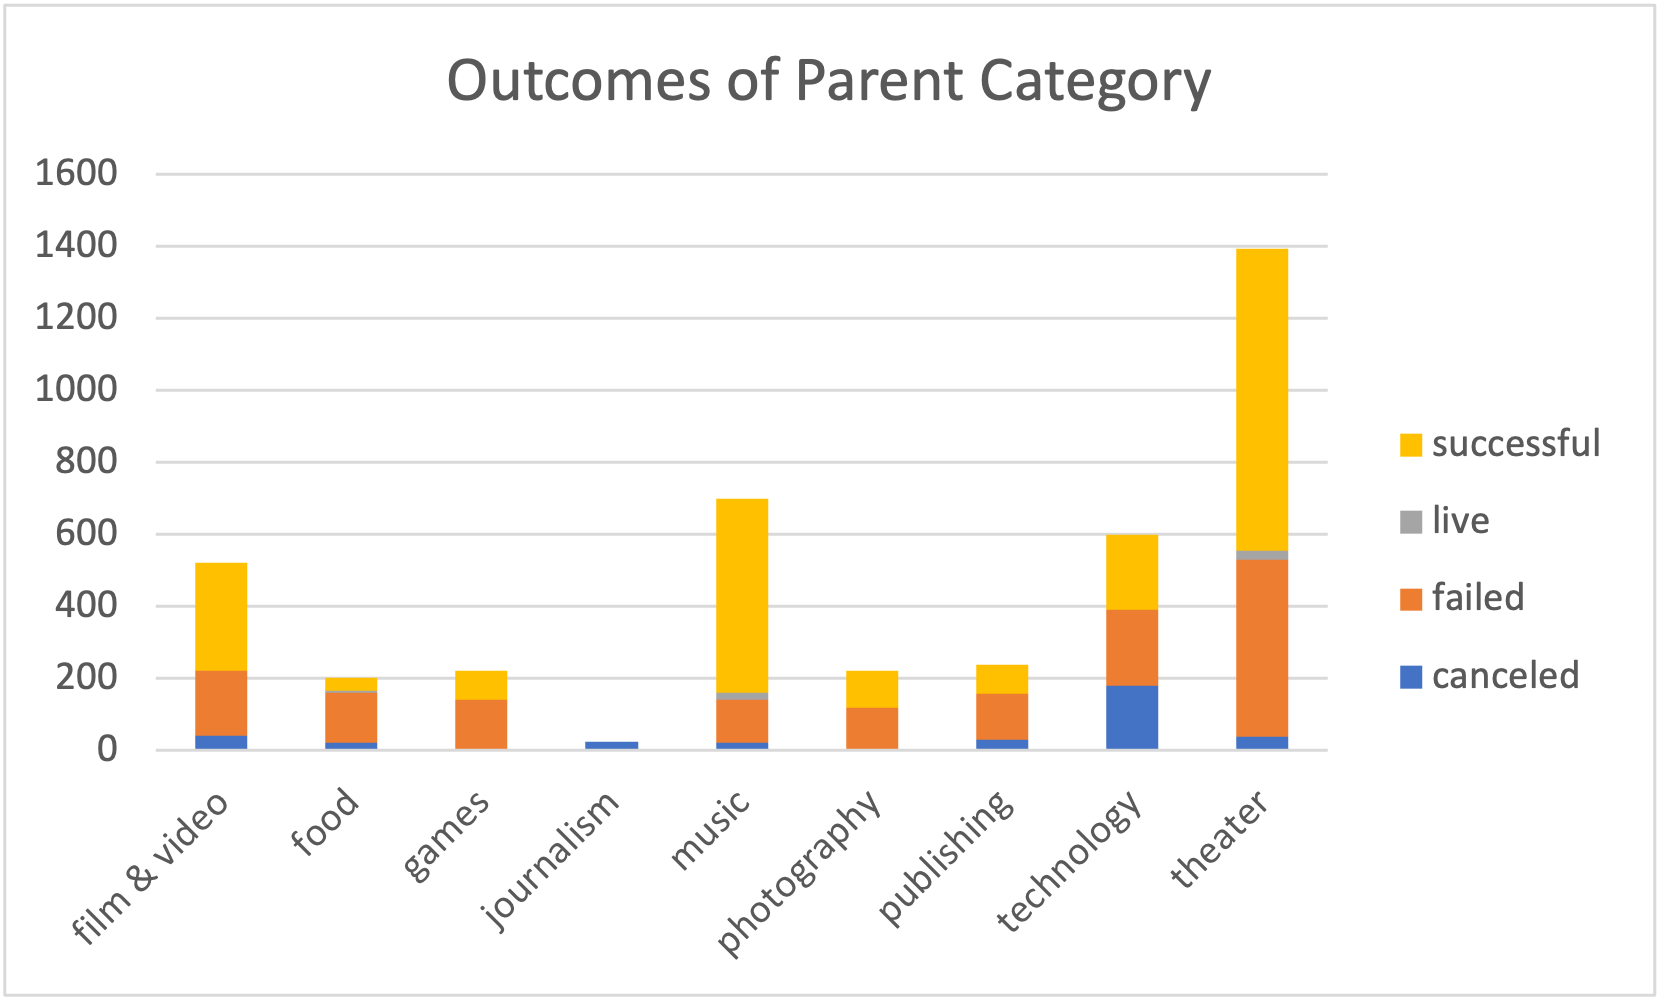 Outcomes of Parent Category
1600
1400
1200
1000
800
600
400
200
0
film & video
food
games
journalism
music
photography
publishing
technology
theater
successful
live
failed
canceled